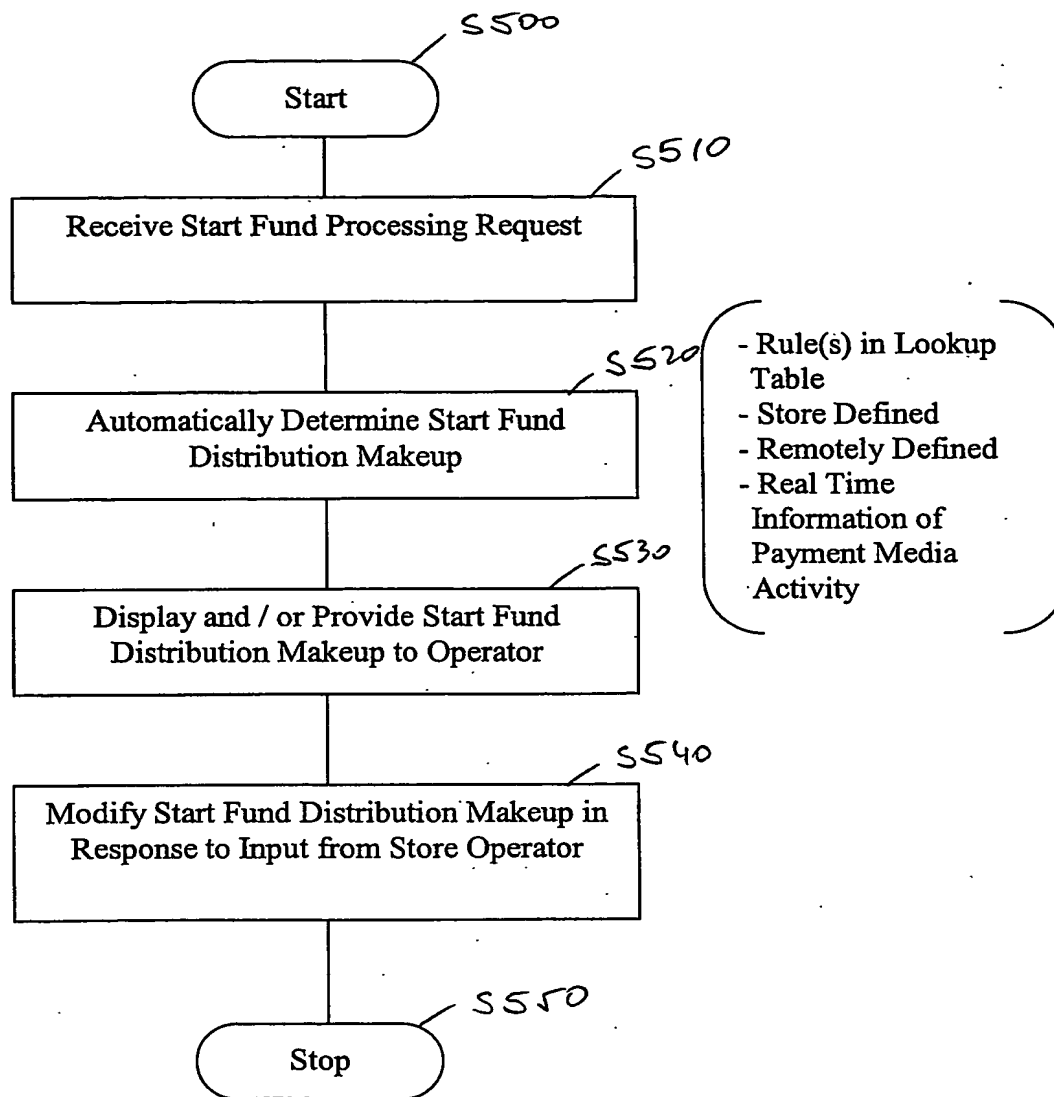 S500
Start
S510
Receive Start Fund Processing Request
S520
Automatically Determine Start Fund
Distribution Makeup
- Rule(s) in Lookup
Table
- Store Defined
- Remotely Defined
- Real Time
Information of
Payment Media
Activity
S530
Display and / or Provide Start Fund
Distribution Makeup to Operator
S540
Modify Start Fund Distribution Makeup in
Response to Input from Store Operator
S550
Stop